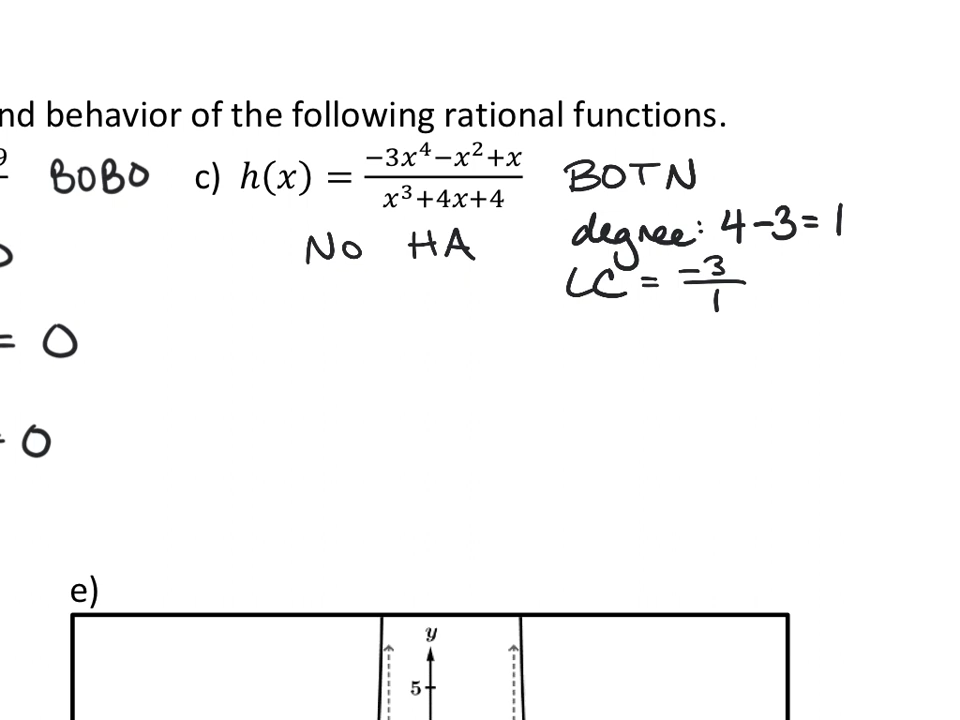 nd behavior of the following rational functions.
9 BOBO c) h(x) = (−3x⁴−x²+x)/(x³+4x+4) BOTN
NO HA degree: 4-3=1
LC = -3/1
= 0
0
e)
y
5